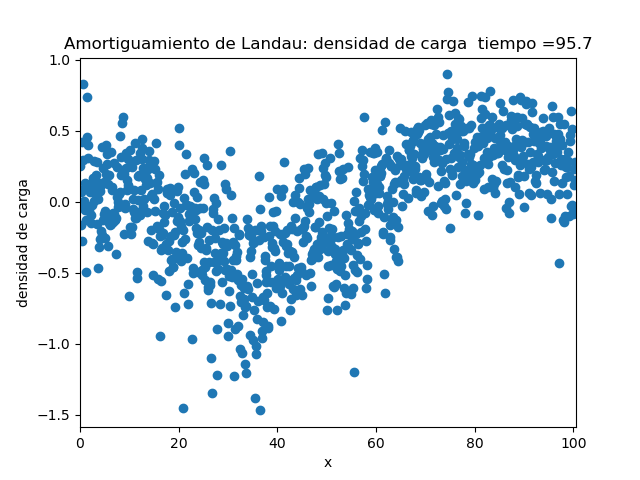 Amortiguamiento de Landau: densidad de carga  tiempo =95.7
1.0
0.5
0.0
−0.5
−1.0
−1.5
densidad de carga
0 20 40 60 80 100
x